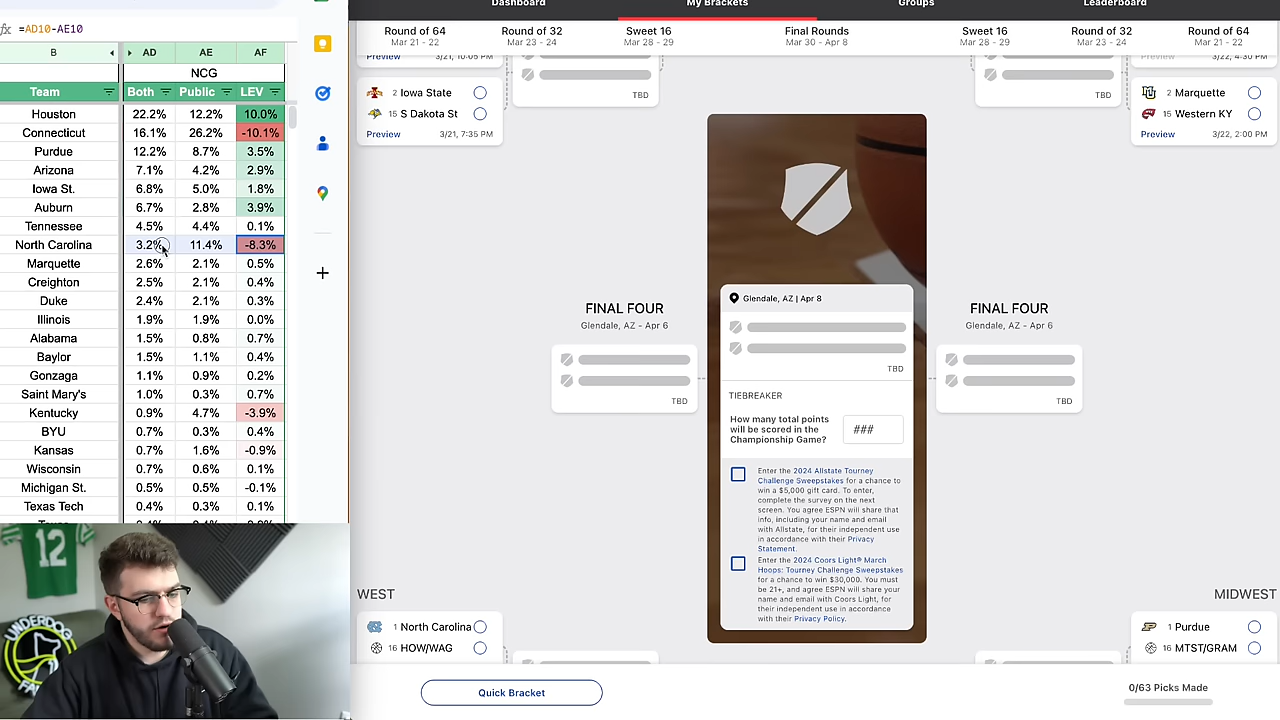 Dashboard
My Brackets
Groups
Leaderboard
fx =AD10-AE10
B AD AE AF
NCG
Team Both Public LEV
Houston 22.2% 12.2% 10.0%
Connecticut 16.1% 26.2% -10.1%
Purdue 12.2% 8.7% 3.5%
Arizona 7.1% 4.2% 2.9%
Iowa St. 6.8% 5.0% 1.8%
Auburn 6.7% 2.8% 3.9%
Tennessee 4.5% 4.4% 0.1%
North Carolina 3.2% 11.4% -8.3%
Marquette 2.6% 2.1% 0.5%
Creighton 2.5% 2.1% 0.4%
Duke 2.4% 2.1% 0.3%
Illinois 1.9% 1.9% 0.0%
Alabama 1.5% 0.8% 0.7%
Baylor 1.5% 1.1% 0.4%
Gonzaga 1.1% 0.9% 0.2%
Saint Mary's 1.0% 0.3% 0.7%
Kentucky 0.9% 4.7% -3.9%
BYU 0.7% 0.3% 0.4%
Kansas 0.7% 1.6% -0.9%
Wisconsin 0.7% 0.6% 0.1%
Michigan St. 0.5% 0.5% -0.1%
Texas Tech 0.4% 0.3% 0.1%
12
UNDERDOG
Round of 64
Mar 21 - 22
Round of 32
Mar 23 - 24
Sweet 16
Mar 28 - 29
Final Rounds
Mar 30 - Apr 8
Sweet 16
Mar 28 - 29
Round of 32
Mar 23 - 24
Round of 64
Mar 21 - 22
Preview 3/21, 10:05 PM
2 Iowa State
15 S Dakota St
Preview 3/21, 7:35 PM
TBD
TBD
Preview 3/22, 4:30 PM
2 Marquette
15 Western KY
Preview 3/22, 2:00 PM
FINAL FOUR
Glendale, AZ - Apr 6
TBD
Glendale, AZ | Apr 8
TBD
TIEBREAKER
How many total points
will be scored in the
Championship Game?
###
Enter the 2024 Allstate Tourney
Challenge Sweepstakes for a chance to
win a $5,000 gift card. To enter,
complete the survey on the next
screen. You agree ESPN will share that
info, including your name and email
with Allstate, for their independent use
in accordance with their Privacy
Statement.
Enter the 2024 Coors Light® March
Hoops: Tourney Challenge Sweepstakes
for a chance to win $30,000. You must
be 21+, and agree ESPN will share your
name and email with Coors Light, for
their independent use in accordance
with their Privacy Policy.
FINAL FOUR
Glendale, AZ - Apr 6
TBD
WEST
1 North Carolina
16 HOW/WAG
MIDWEST
1 Purdue
16 MTST/GRAM
Quick Bracket
0/63 Picks Made